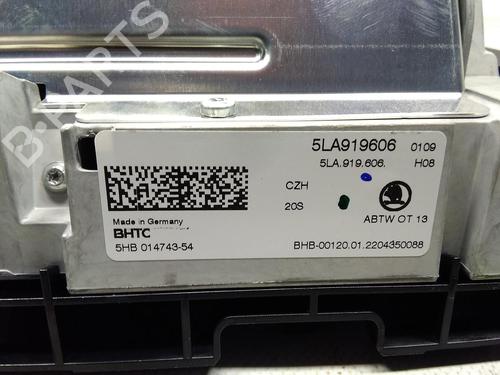 B-PARTS
5LA919606 0109
5LA.919.606. H08
CZH
20S
ABTW OT 13
Made in Germany
BHTC
5HB 014743-54
BHB-00120.01.2204350088